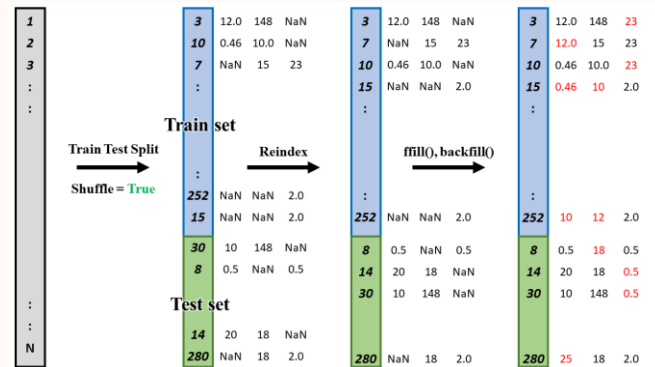 1 3 12.0 148 NaN 3 12.0 148 NaN 3 12.0 148 23
2 10 0.46 10.0 NaN 7 NaN 15 23 7 12.0 15 23
3 7 NaN 15 23 10 0.46 10.0 NaN 10 0.46 10.0 23
: : 15 NaN NaN 2.0 15 0.46 10 2.0
: : :
Train set
Train Test Split Reindex ffill(), backfill()
Shuffle = True
: : :
252 NaN NaN 2.0
15 NaN NaN 2.0 252 NaN NaN 2.0 252 10 12 2.0
30 10 148 NaN 8 0.5 NaN 0.5 8 0.5 18 0.5
8 0.5 NaN 0.5 14 20 18 NaN 14 20 18 0.5
30 10 148 NaN 30 10 148 0.5
: Test set
:
14 20 18 NaN
N 280 NaN 18 2.0 280 NaN 18 2.0 280 25 18 2.0